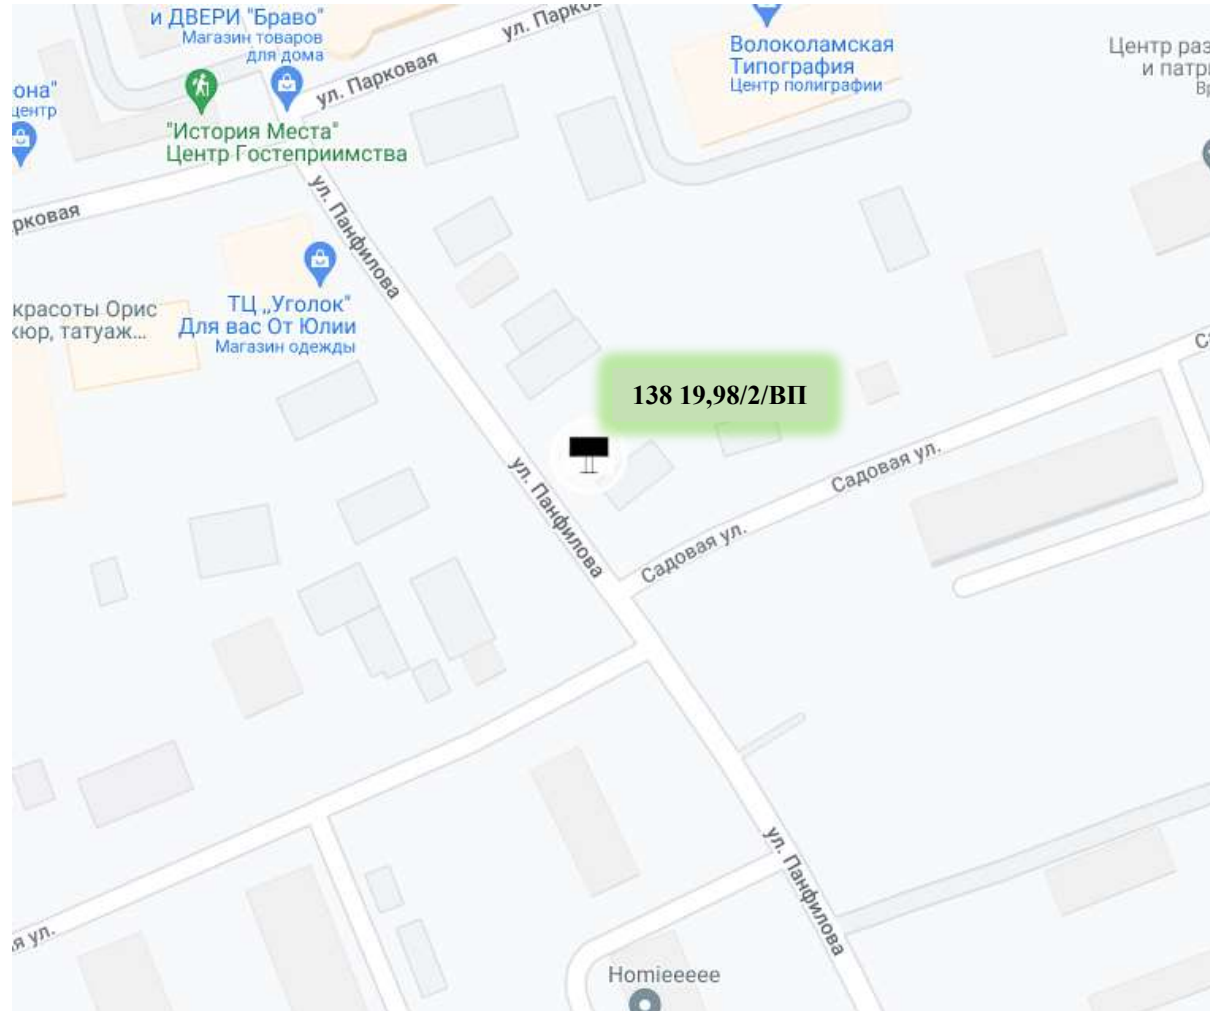 и ДВЕРИ "Браво"
Магазин товаров
для дома
ул. Парковая
ул. Парко
Волоколамская
Типография
Центр полиграфии
Центр раз
и патр
она"
центр
"История Места"
Центр Гостеприимства
рковая
ул. Панфилова
красоты Орис
кюр, татуаж...
ТЦ „Уголок"
Для вас От Юлии
Магазин одежды
138 19,98/2/ВП
ул. Панфилова
Садовая ул.
Садовая ул.
ул. Панфилова
я ул.
Homieeeee